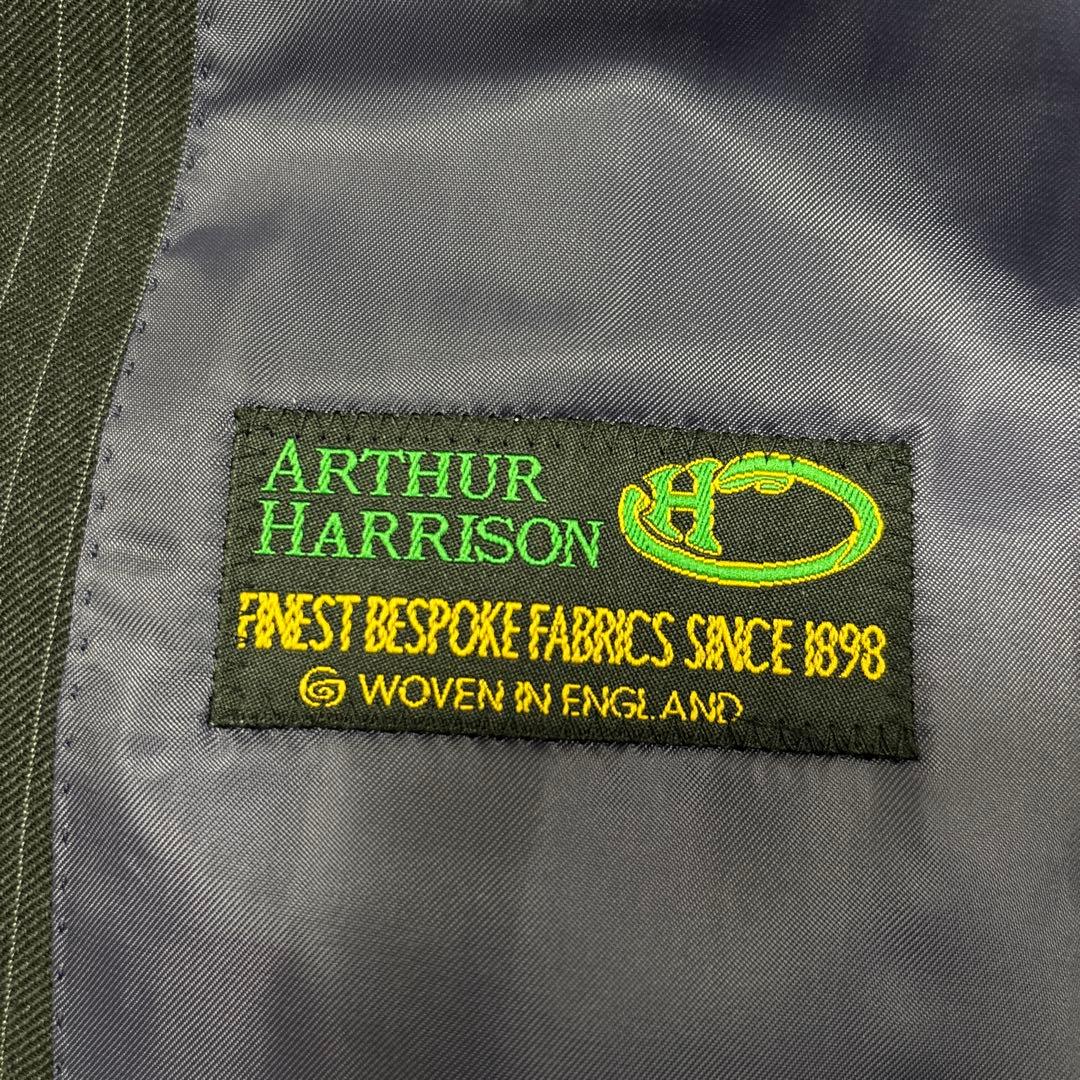 ARTHUR
HARRISON
H
FINEST BESPOKE FABRICS SINCE 1898
WOVEN IN ENGLAND